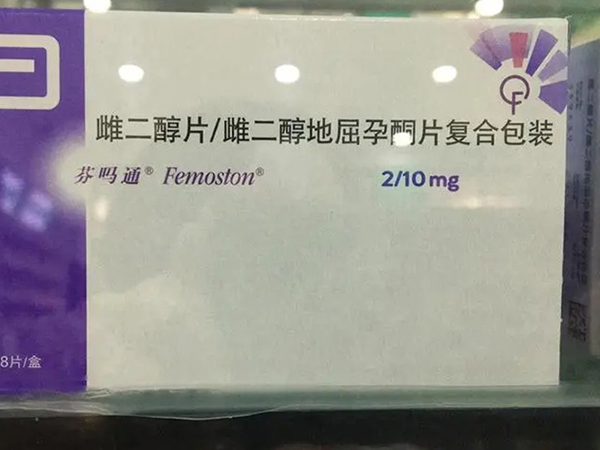 雌二醇片/雌二醇地屈孕酮片复合包装
芬吗通® Femoston®
2/10 mg
8片/盒